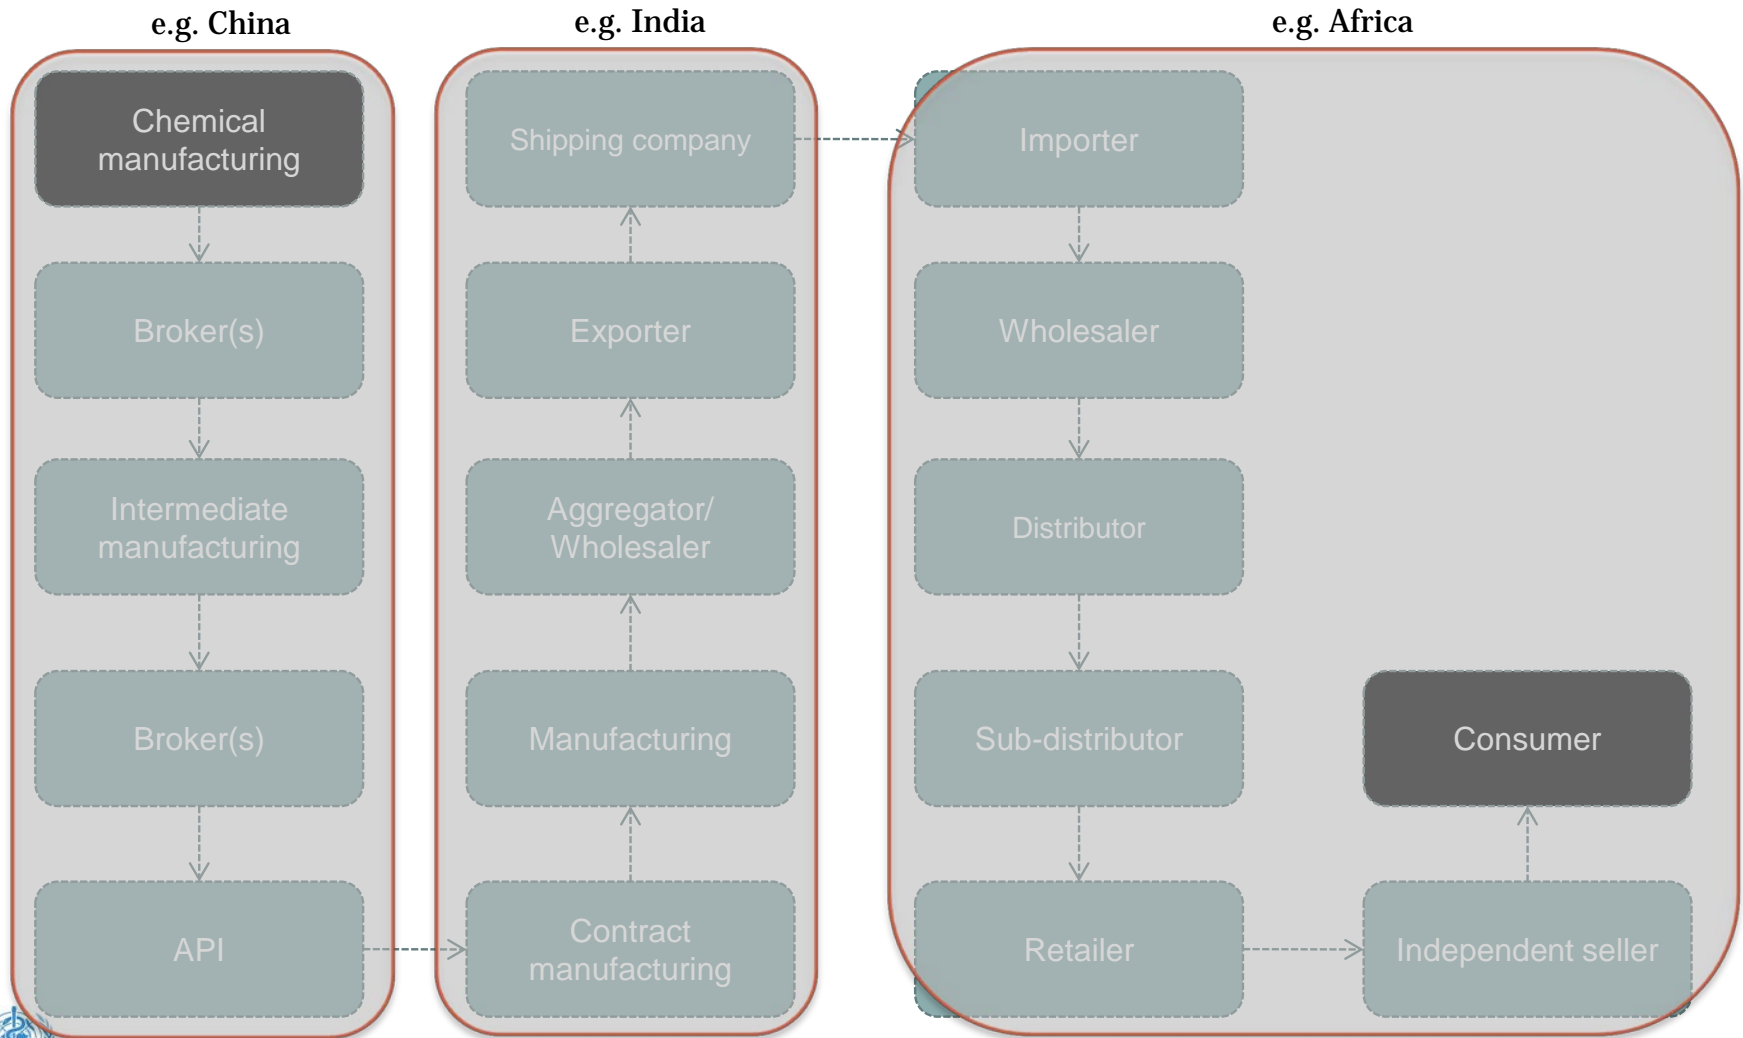 e.g. China
e.g. India
e.g. Africa
Chemical
manufacturing
Broker(s)
Intermediate
manufacturing
Broker(s)
API
Shipping company
Exporter
Aggregator/
Wholesaler
Manufacturing
Contract
manufacturing
Importer
Wholesaler
Distributor
Sub-distributor
Retailer
Consumer
Independent seller